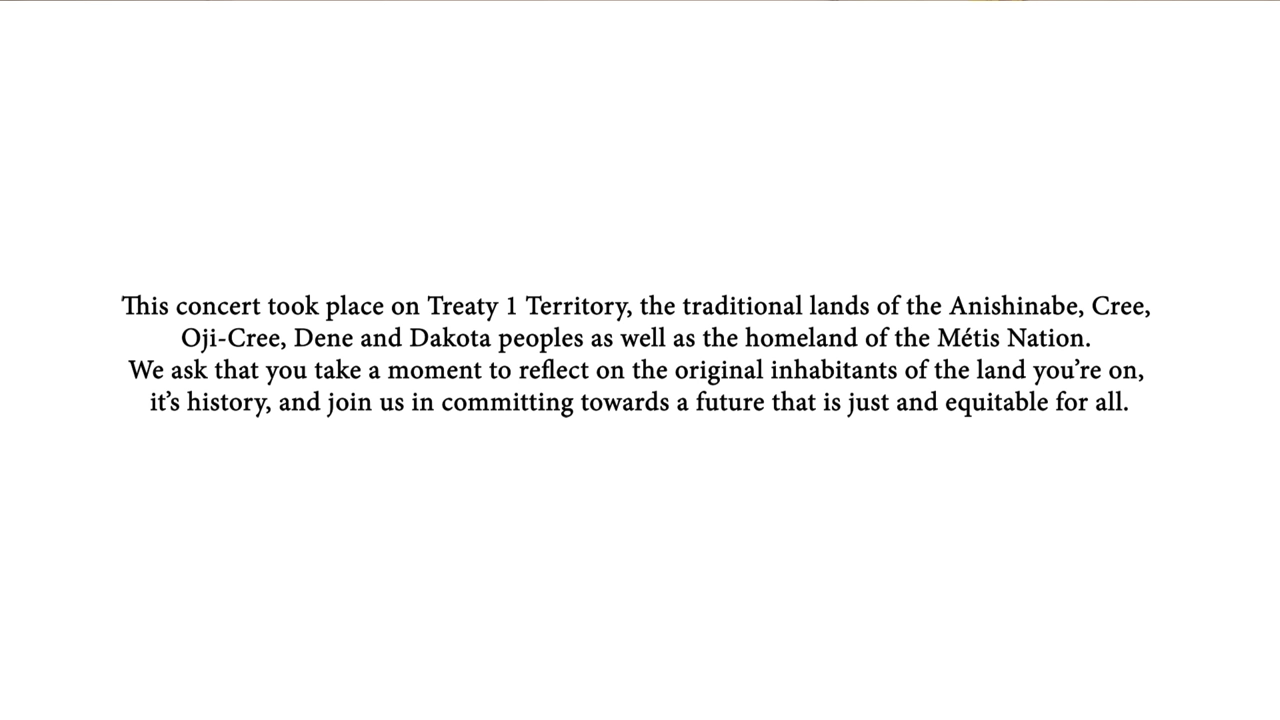 This concert took place on Treaty 1 Territory, the traditional lands of the Anishinabe, Cree,
Oji-Cree, Dene and Dakota peoples as well as the homeland of the Métis Nation.
We ask that you take a moment to reflect on the original inhabitants of the land you’re on,
it’s history, and join us in committing towards a future that is just and equitable for all.